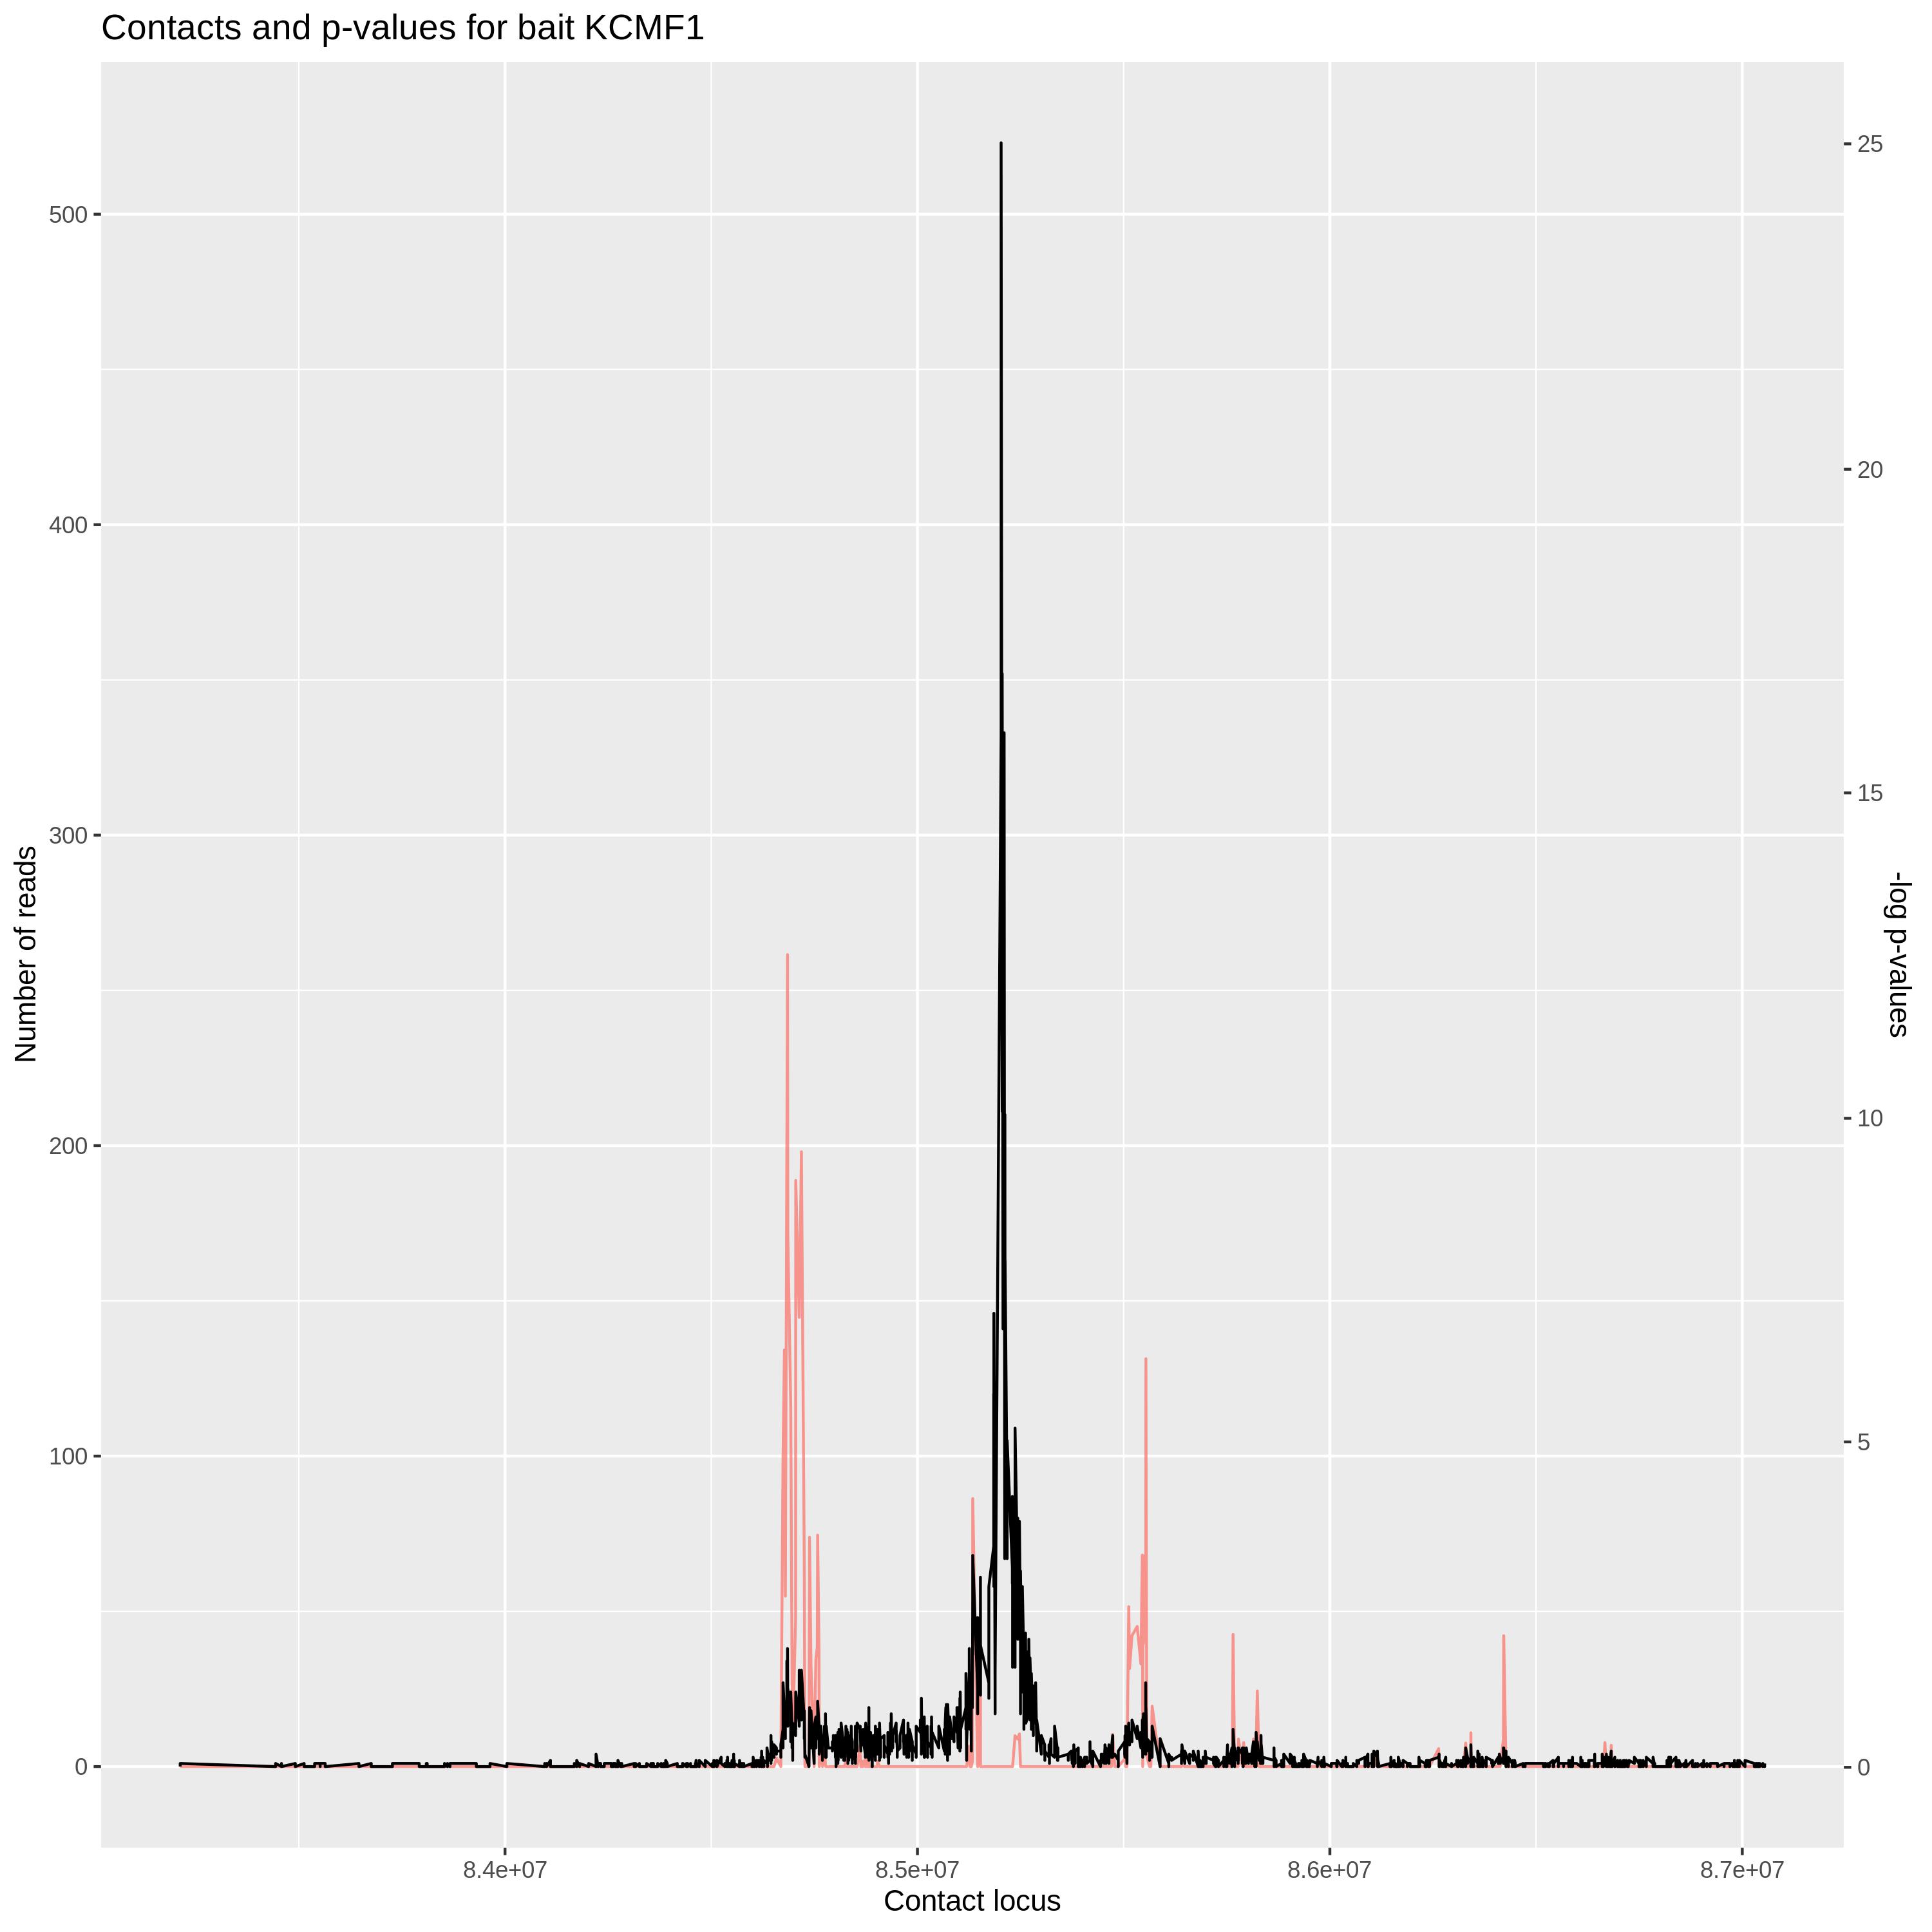 Contacts and p-values for bait KCMF1
500
400
300
200
100
0
Number of reads
25
20
15
10
5
0
-log p-values
8.4e+07
8.5e+07
8.6e+07
8.7e+07
Contact locus